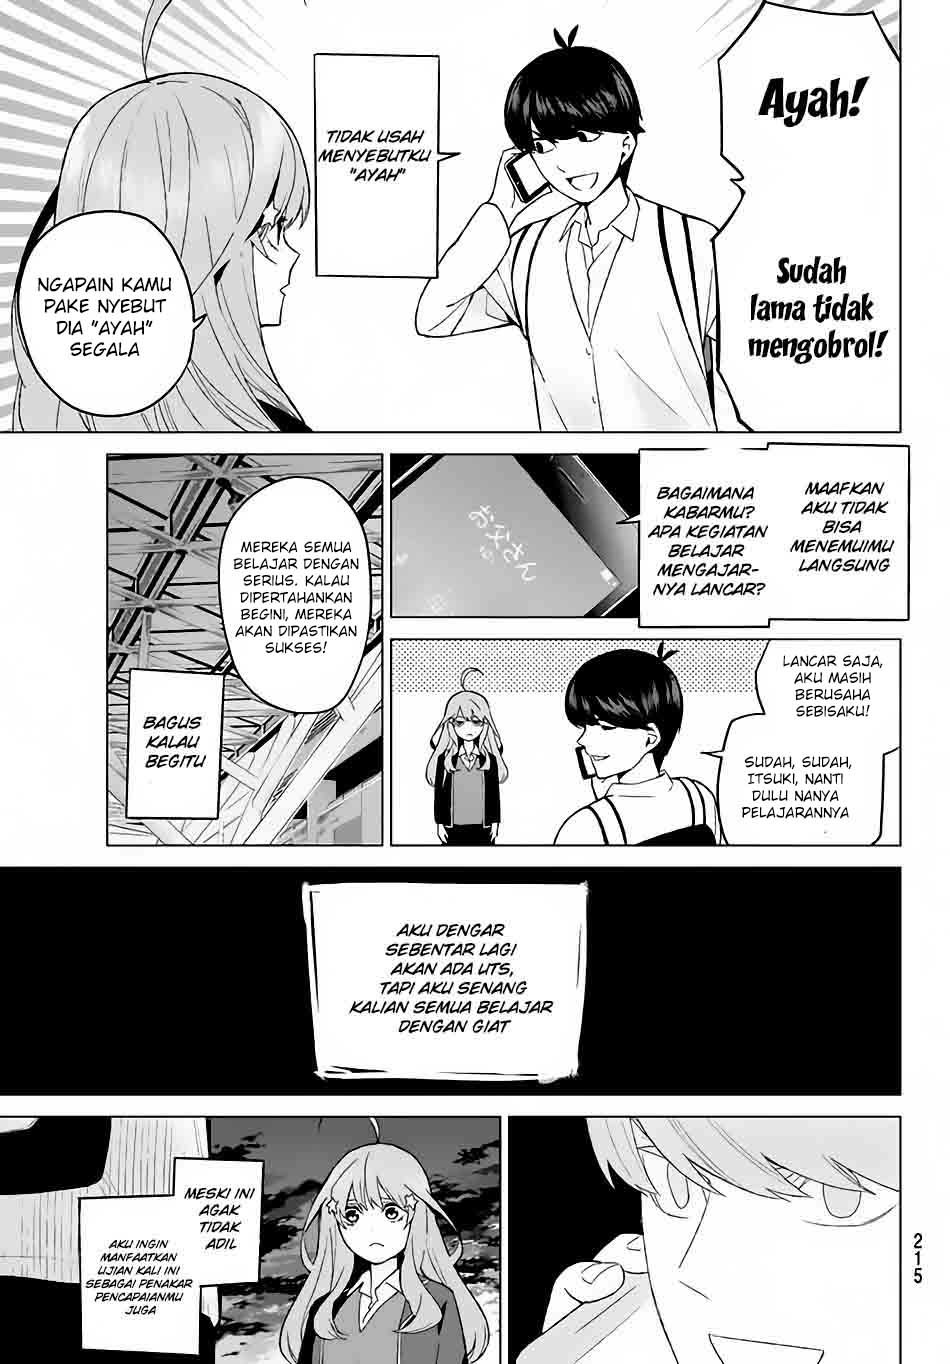 Ayah!
Sudah
lama tidak
mengobrol!
TIDAK USAH
MENYEBUTKU
"AYAH"
NGAPAIN KAMU
PAKE NYEBUT
DIA "AYAH"
SEGALA
MAAFKAN
AKU TIDAK
BISA
MENEMUIMU
LANGSUNG
BAGAIMANA
KABARMU?
APA KEGIATAN
BELAJAR
MENGAJAR-
NYA LANCAR?
お父さん
LANCAR SAJA,
AKU MASIH
BERUSAHA
SEBISAKU!
SUDAH, SUDAH,
ITSUKI, NANTI
DULU NANYA
PELAJARANNYA
MEREKA SEMUA
BELAJAR DENGAN
SERIUS. KALAU
DIPERTAHANKAN
BEGINI, MEREKA
AKAN DIPASTIKAN
SUKSES!
BAGUS
KALAU
BEGITU
AKU DENGAR
SEBENTAR LAGI
AKAN ADA UTS,
TAPI AKU SENANG
KALIAN SEMUA BELAJAR
DENGAN GIAT
MESKI INI
AGAK
TIDAK
ADIL
AKU INGIN
MANFAATKAN
UJIAN KALI INI
SEBAGAI PENAKAR
PENCAPAIANMU
JUGA
215